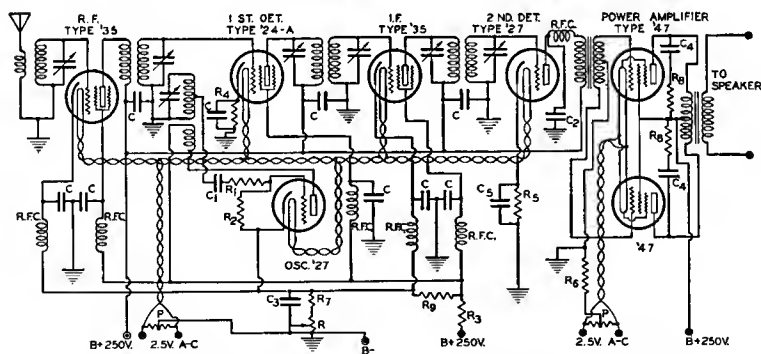 R.F.
TYPE '35
1 ST. DET.
TYPE '24-A
I.F.
TYPE '35
2 ND. DET.
TYPE '27
R.F.C.
POWER AMPLIFIER
TYPE '47
C4
R8
TO
SPEAKER
R8
C4
R4
C
C
C
C
C2
C1
R1
R2
OSC. '27
C
R.F.C.
C
C
R.F.C.
R.F.C.
C
C
R.F.C.
R.F.C.
C5
R5
'47
R6
C3
R7
R
R9
R3
P
P
B+250V.
2.5V. A-C
B-
B+250V.
2.5V. A-C
B+250V.